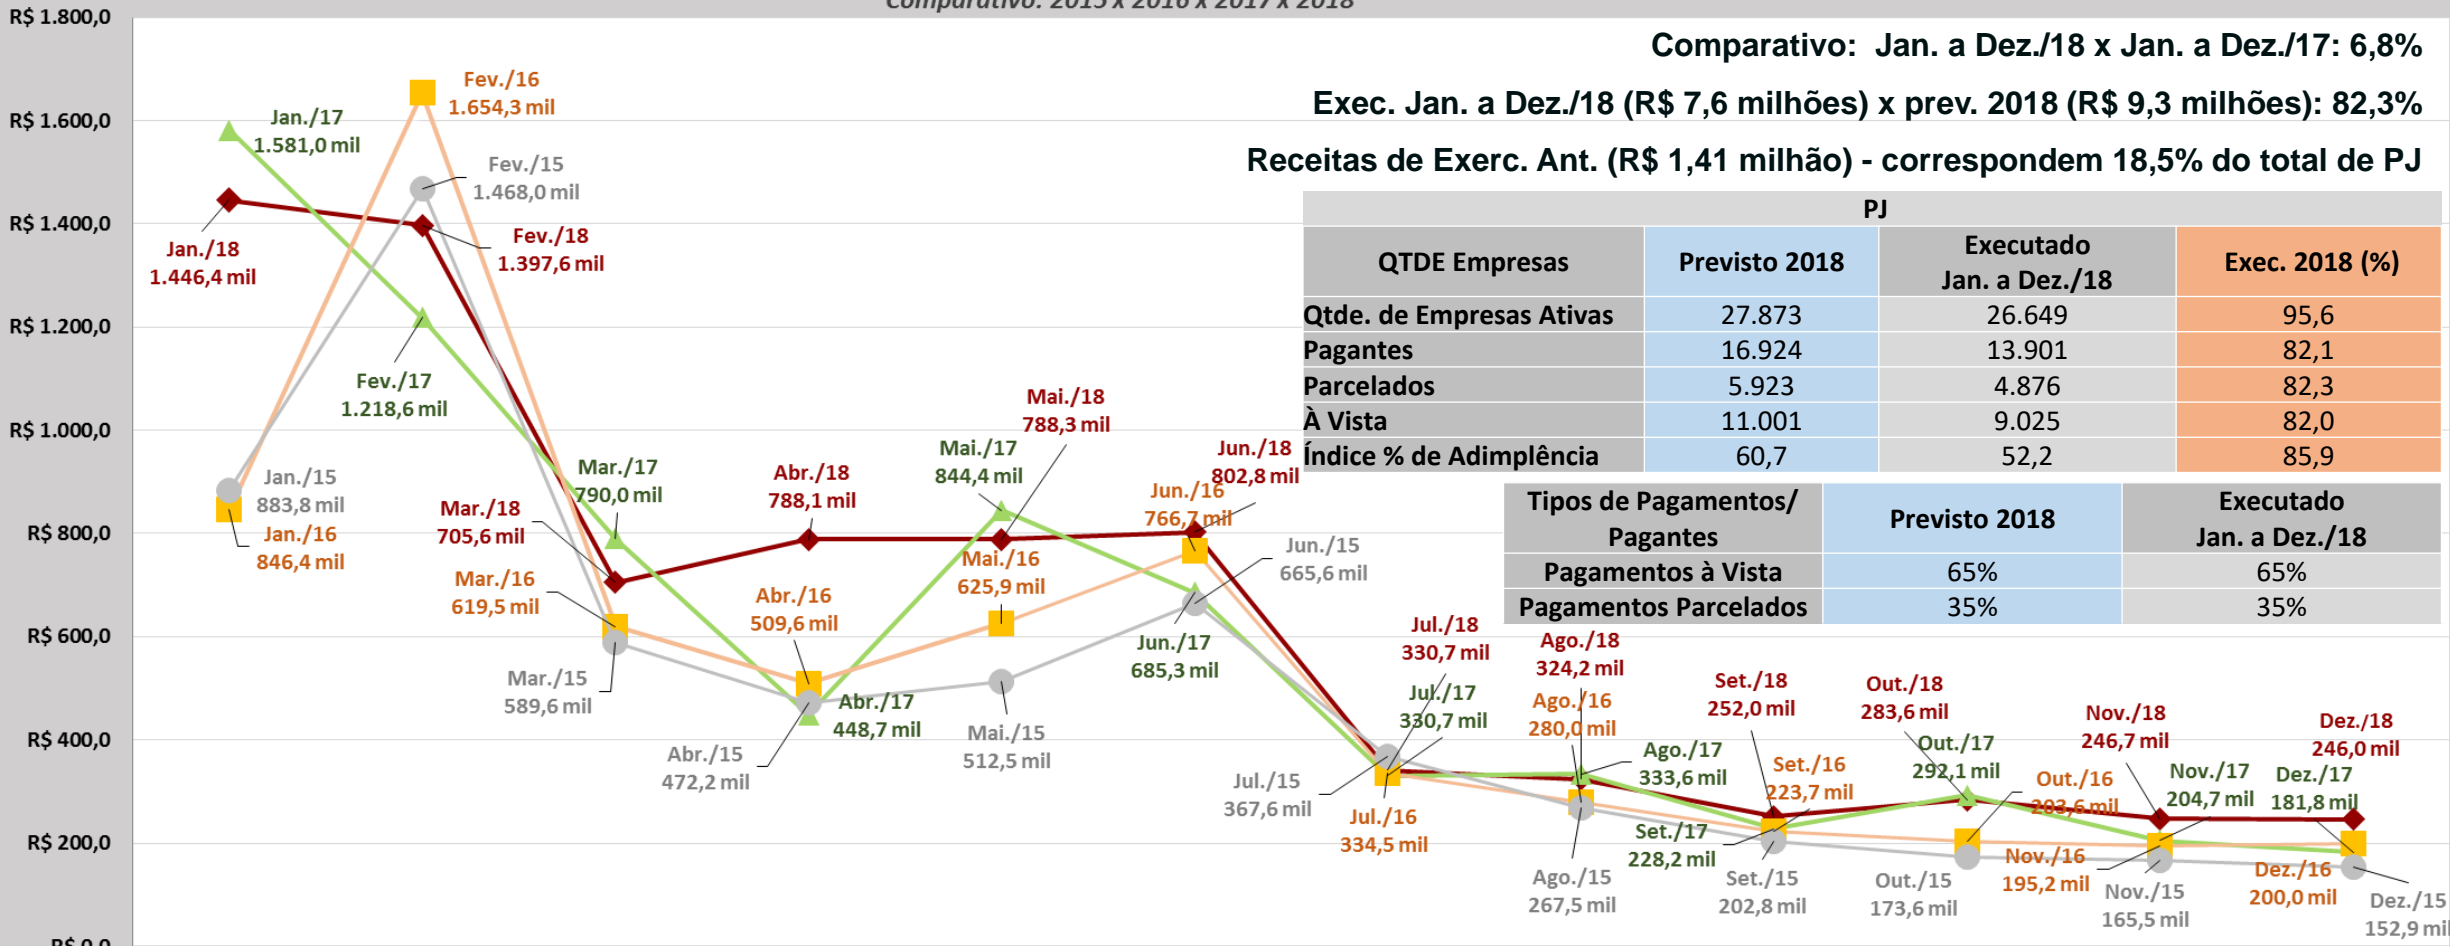 Comparativo: 2015 x 2016 x 2017 x 2018
R$ 1.800,0
R$ 1.600,0
R$ 1.400,0
R$ 1.200,0
R$ 1.000,0
R$ 800,0
R$ 600,0
R$ 400,0
R$ 200,0
R$ 0,0
Comparativo: Jan. a Dez./18 x Jan. a Dez./17: 6,8%
Exec. Jan. a Dez./18 (R$ 7,6 milhões) x prev. 2018 (R$ 9,3 milhões): 82,3%
Receitas de Exerc. Ant. (R$ 1,41 milhão) - correspondem 18,5% do total de PJ
PJ
QTDE Empresas Previsto 2018 Executado Jan. a Dez./18 Exec. 2018 (%)
Qtde. de Empresas Ativas 27.873 26.649 95,6
Pagantes 16.924 13.901 82,1
Parcelados 5.923 4.876 82,3
À Vista 11.001 9.025 82,0
Índice % de Adimplência 60,7 52,2 85,9
Tipos de Pagamentos/ Pagantes Previsto 2018 Executado Jan. a Dez./18
Pagamentos à Vista 65% 65%
Pagamentos Parcelados 35% 35%
Jan./17
1.581,0 mil
Jan./18
1.446,4 mil
Jan./15
883,8 mil
Jan./16
846,4 mil
Fev./16
1.654,3 mil
Fev./15
1.468,0 mil
Fev./18
1.397,6 mil
Fev./17
1.218,6 mil
Mar./17
790,0 mil
Mar./18
705,6 mil
Mar./16
619,5 mil
Mar./15
589,6 mil
Abr./18
788,1 mil
Abr./16
509,6 mil
Abr./17
448,7 mil
Abr./15
472,2 mil
Mai./18
788,3 mil
Mai./17
844,4 mil
Mai./16
625,9 mil
Mai./15
512,5 mil
Jun./18
802,8 mil
Jun./16
766,7 mil
Jun./15
665,6 mil
Jun./17
685,3 mil
Jul./18
330,7 mil
Jul./17
330,7 mil
Jul./15
367,6 mil
Jul./16
334,5 mil
Ago./18
324,2 mil
Ago./16
280,0 mil
Ago./17
333,6 mil
Ago./15
267,5 mil
Set./18
252,0 mil
Set./16
223,7 mil
Set./17
228,2 mil
Set./15
202,8 mil
Out./18
283,6 mil
Out./17
292,1 mil
Out./16
203,6 mil
Out./15
173,6 mil
Nov./18
246,7 mil
Nov./17
204,7 mil
Nov./16
195,2 mil
Nov./15
165,5 mil
Dez./18
246,0 mil
Dez./17
181,8 mil
Dez./16
200,0 mil
Dez./15
152,9 mil